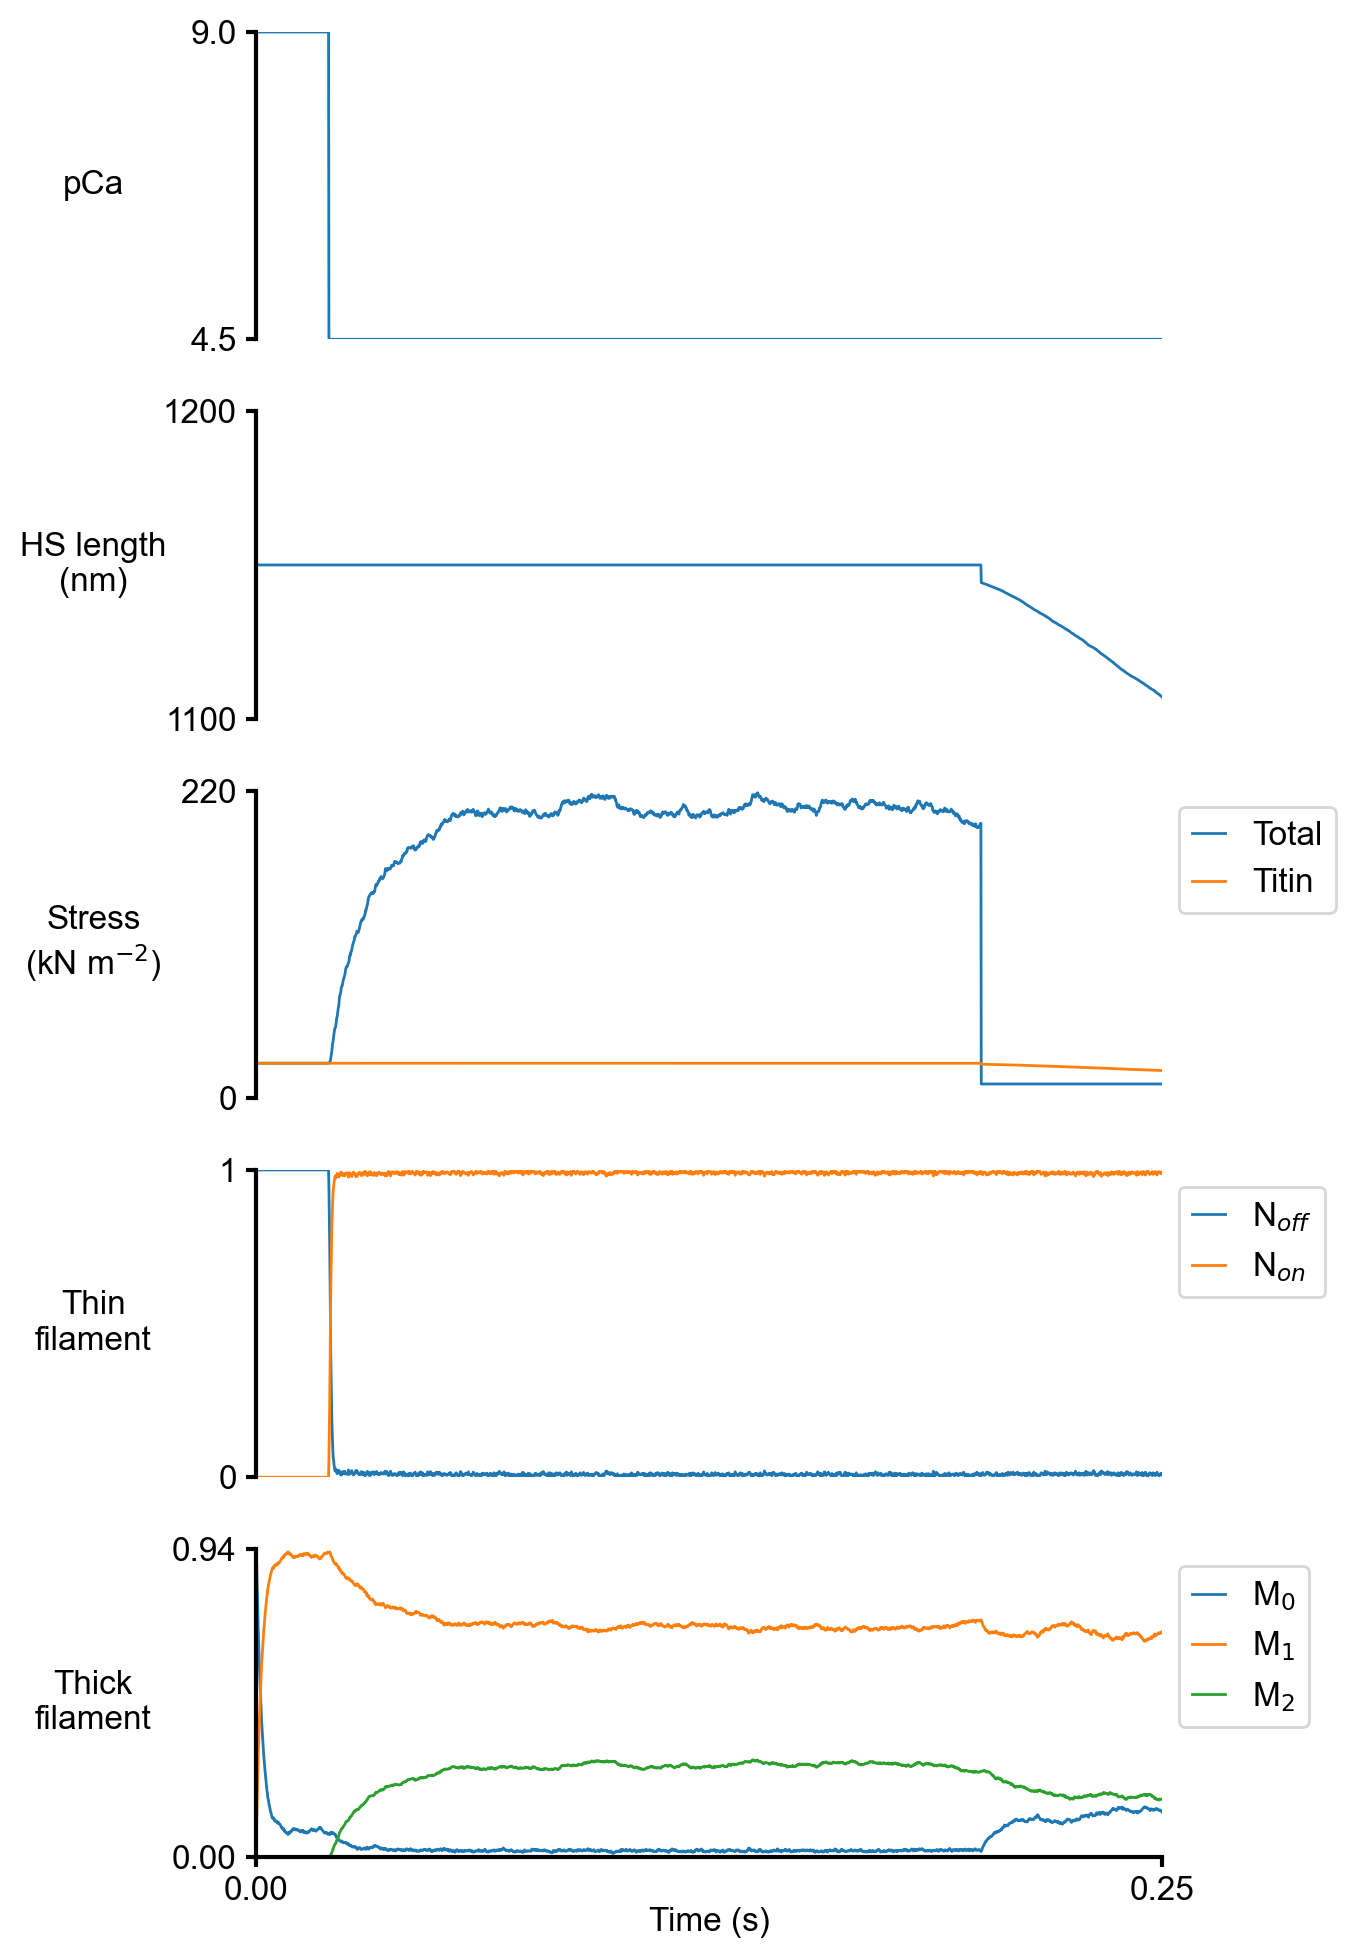 9.0
pCa
4.5
1200
HS length
(nm)
1100
220
Total
Titin
Stress
(kN m⁻²)
0
1
N_off
N_on
Thin
filament
0
0.94
M₀
M₁
M₂
Thick
filament
0.00
0.00
0.25
Time (s)